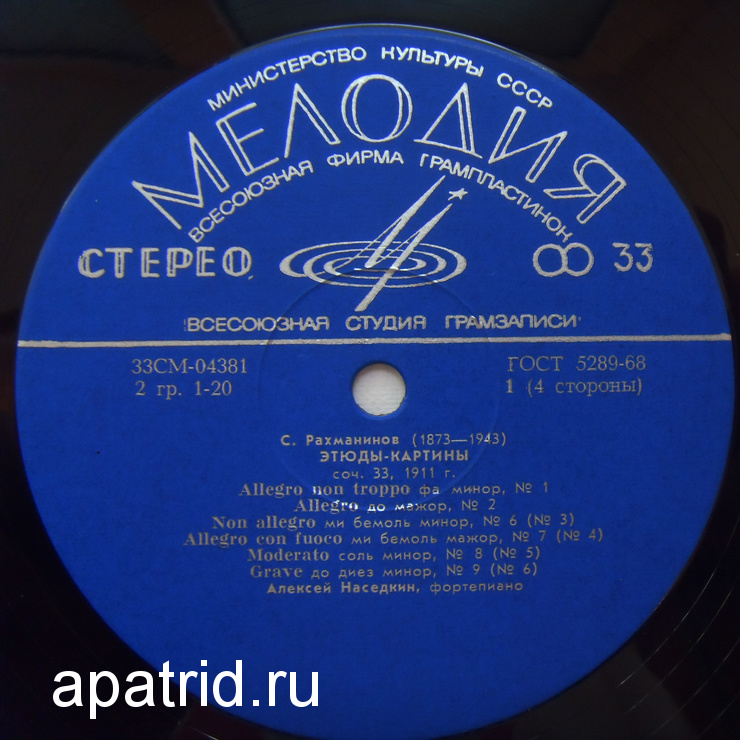 МИНИСТЕРСТВО КУЛЬТУРЫ СССР
МЕЛОДИЯ
ВСЕСОЮЗНАЯ ФИРМА ГРАМПЛАСТИНОК
СТЕРЕО 33
ВСЕСОЮЗНАЯ СТУДИЯ ГРАМЗАПИСИ
33СМ-04381 ГОСТ 5289-68
2 гр. 1-20 1 (4 стороны)
С. Рахманинов (1873—1943)
ЭТЮДЫ-КАРТИНЫ
соч. 33, 1911 г.
Allegro non troppo фа минор, № 1
Allegro до мажор, № 2
Non allegro ми бемоль минор, № 6 (№ 3)
Allegro con fuoco ми бемоль мажор, № 7 (№ 4)
Moderato соль минор, № 8 (№ 5)
Grave до диез минор, № 9 (№ 6)
Алексей Наседкин, фортепиано
apatrid.ru